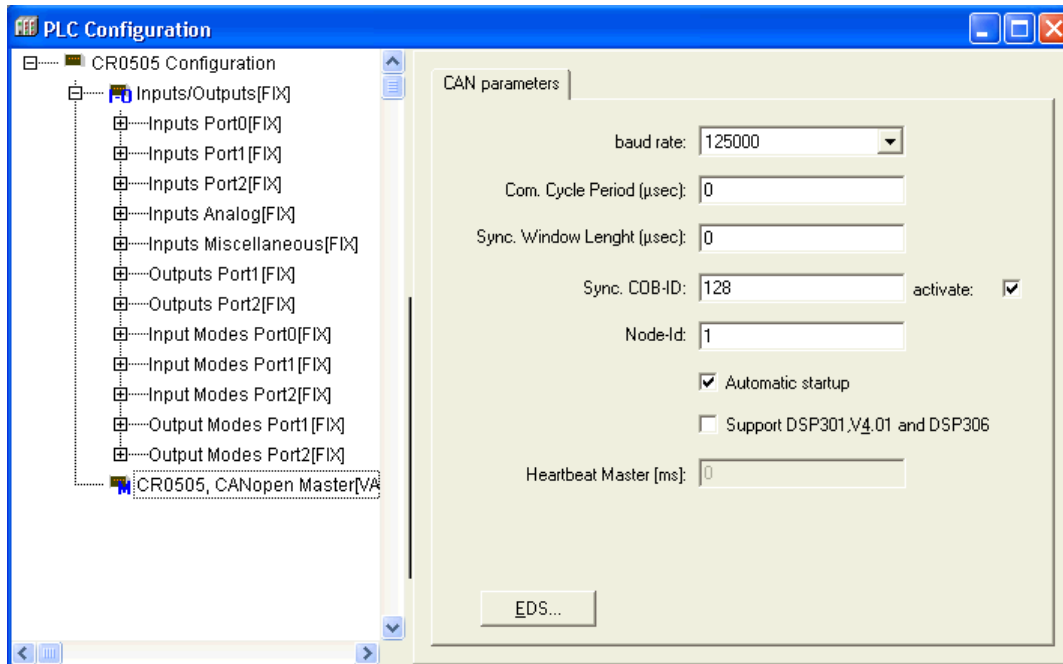 PLC Configuration
CR0505 Configuration
Inputs/Outputs[FIX]
Inputs Port0[FIX]
Inputs Port1[FIX]
Inputs Port2[FIX]
Inputs Analog[FIX]
Inputs Miscellaneous[FIX]
Outputs Port1[FIX]
Outputs Port2[FIX]
Input Modes Port0[FIX]
Input Modes Port1[FIX]
Input Modes Port2[FIX]
Output Modes Port1[FIX]
Output Modes Port2[FIX]
CR0505, CANopen Master[VA
CAN parameters
baud rate: 125000
Com. Cycle Period (µsec): 0
Sync. Window Lenght (µsec): 0
Sync. COB-ID: 128 activate:
Node-Id: 1
Automatic startup
Support DSP301,V4.01 and DSP306
Heartbeat Master [ms]: 0
EDS...